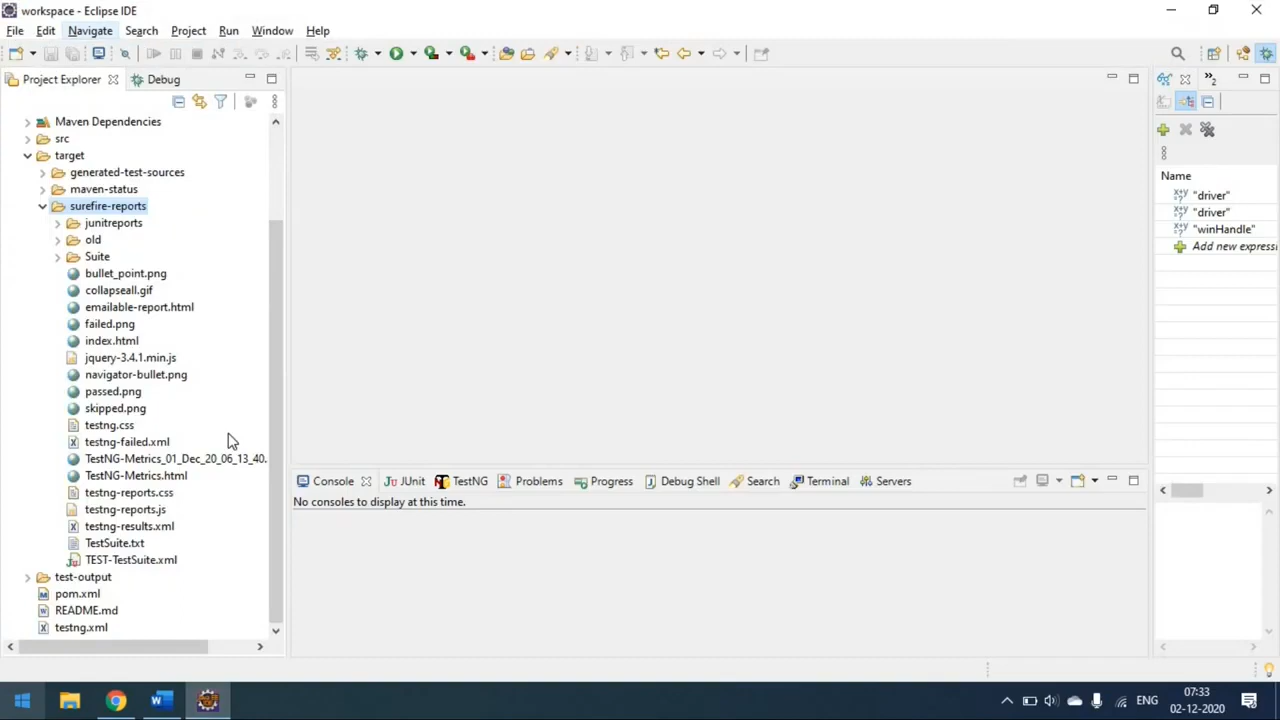 workspace - Eclipse IDE
File Edit Navigate Search Project Run Window Help
Project Explorer Debug
2
Maven Dependencies
src
target
generated-test-sources
maven-status
surefire-reports
junitreports
old
Suite
bullet_point.png
collapseall.gif
emailable-report.html
failed.png
index.html
jquery-3.4.1.min.js
navigator-bullet.png
passed.png
skipped.png
testng.css
testng-failed.xml
TestNG-Metrics_01_Dec_20_06_13_40.
TestNG-Metrics.html
testng-reports.css
testng-reports.js
testng-results.xml
TestSuite.txt
TEST-TestSuite.xml
test-output
pom.xml
README.md
testng.xml
Console JUnit TestNG Problems Progress Debug Shell Search Terminal Servers
No consoles to display at this time.
Name
"driver"
"driver"
"winHandle"
Add new expressi
ENG
07:33
02-12-2020